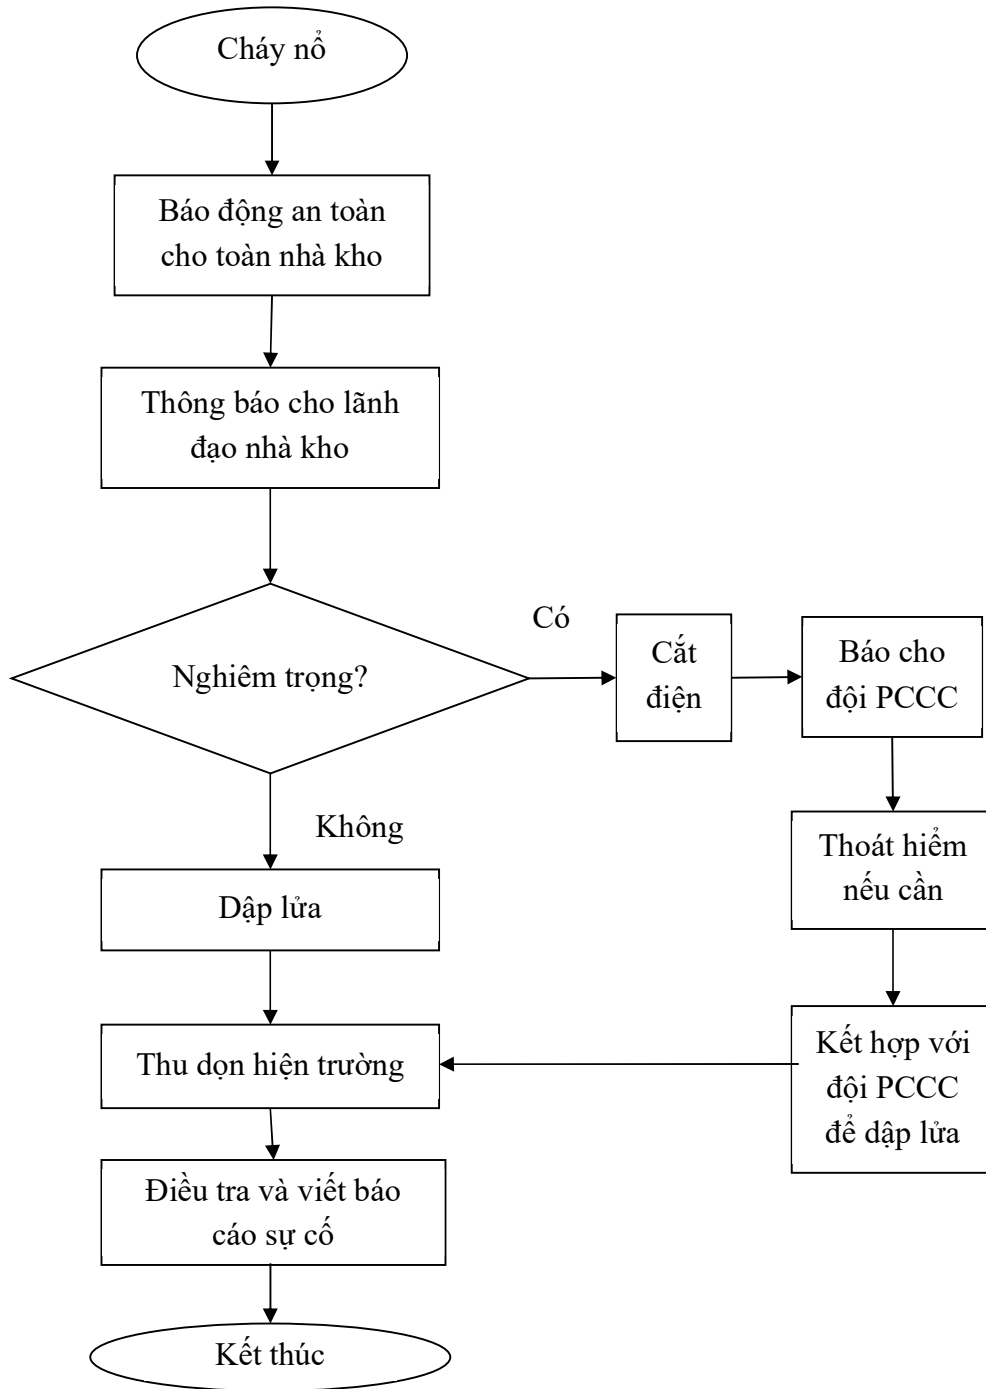 Cháy nổ
Báo động an toàn
cho toàn nhà kho
Thông báo cho lãnh
đạo nhà kho
Nghiêm trọng?
Có
Cắt
điện
Báo cho
đội PCCC
Thoát hiểm
nếu cần
Kết hợp với
đội PCCC
để dập lửa
Không
Dập lửa
Thu dọn hiện trường
Điều tra và viết báo
cáo sự cố
Kết thúc